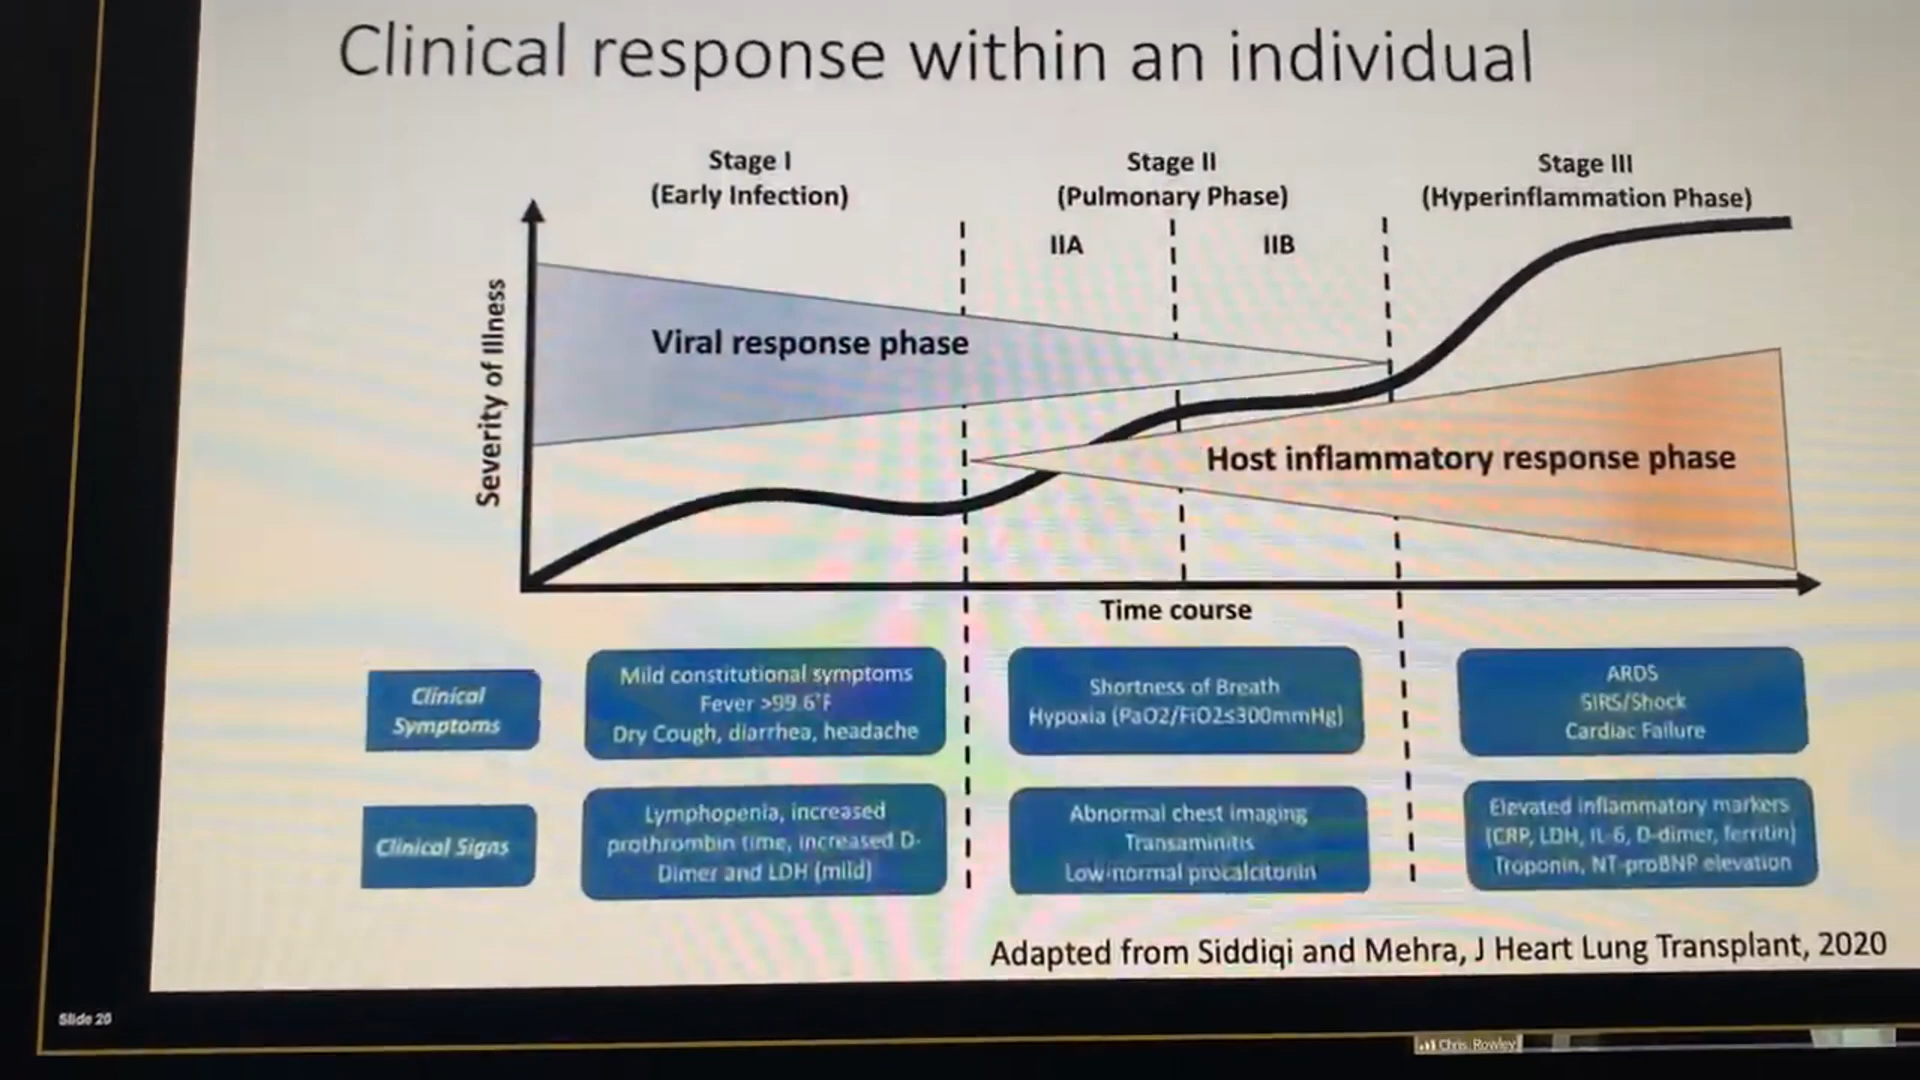 Clinical response within an individual
Stage I
(Early Infection)
Stage II
(Pulmonary Phase)
Stage III
(Hyperinflammation Phase)
IIA
IIB
Severity of Illness
Viral response phase
Host inflammatory response phase
Time course
Clinical
Symptoms
Mild constitutional symptoms
Fever >99.6°F
Dry Cough, diarrhea, headache
Shortness of Breath
Hypoxia (PaO2/FiO2≤300mmHg)
ARDS
SIRS/Shock
Cardiac Failure
Clinical Signs
Lymphopenia, increased
prothrombin time, increased D-
Dimer and LDH (mild)
Abnormal chest imaging
Transaminitis
Low-normal procalcitonin
Elevated inflammatory markers
(CRP, LDH, IL-6, D-dimer, ferritin)
Troponin, NT-proBNP elevation
Adapted from Siddiqi and Mehra, J Heart Lung Transplant, 2020
Slide 20
Chris Rowley